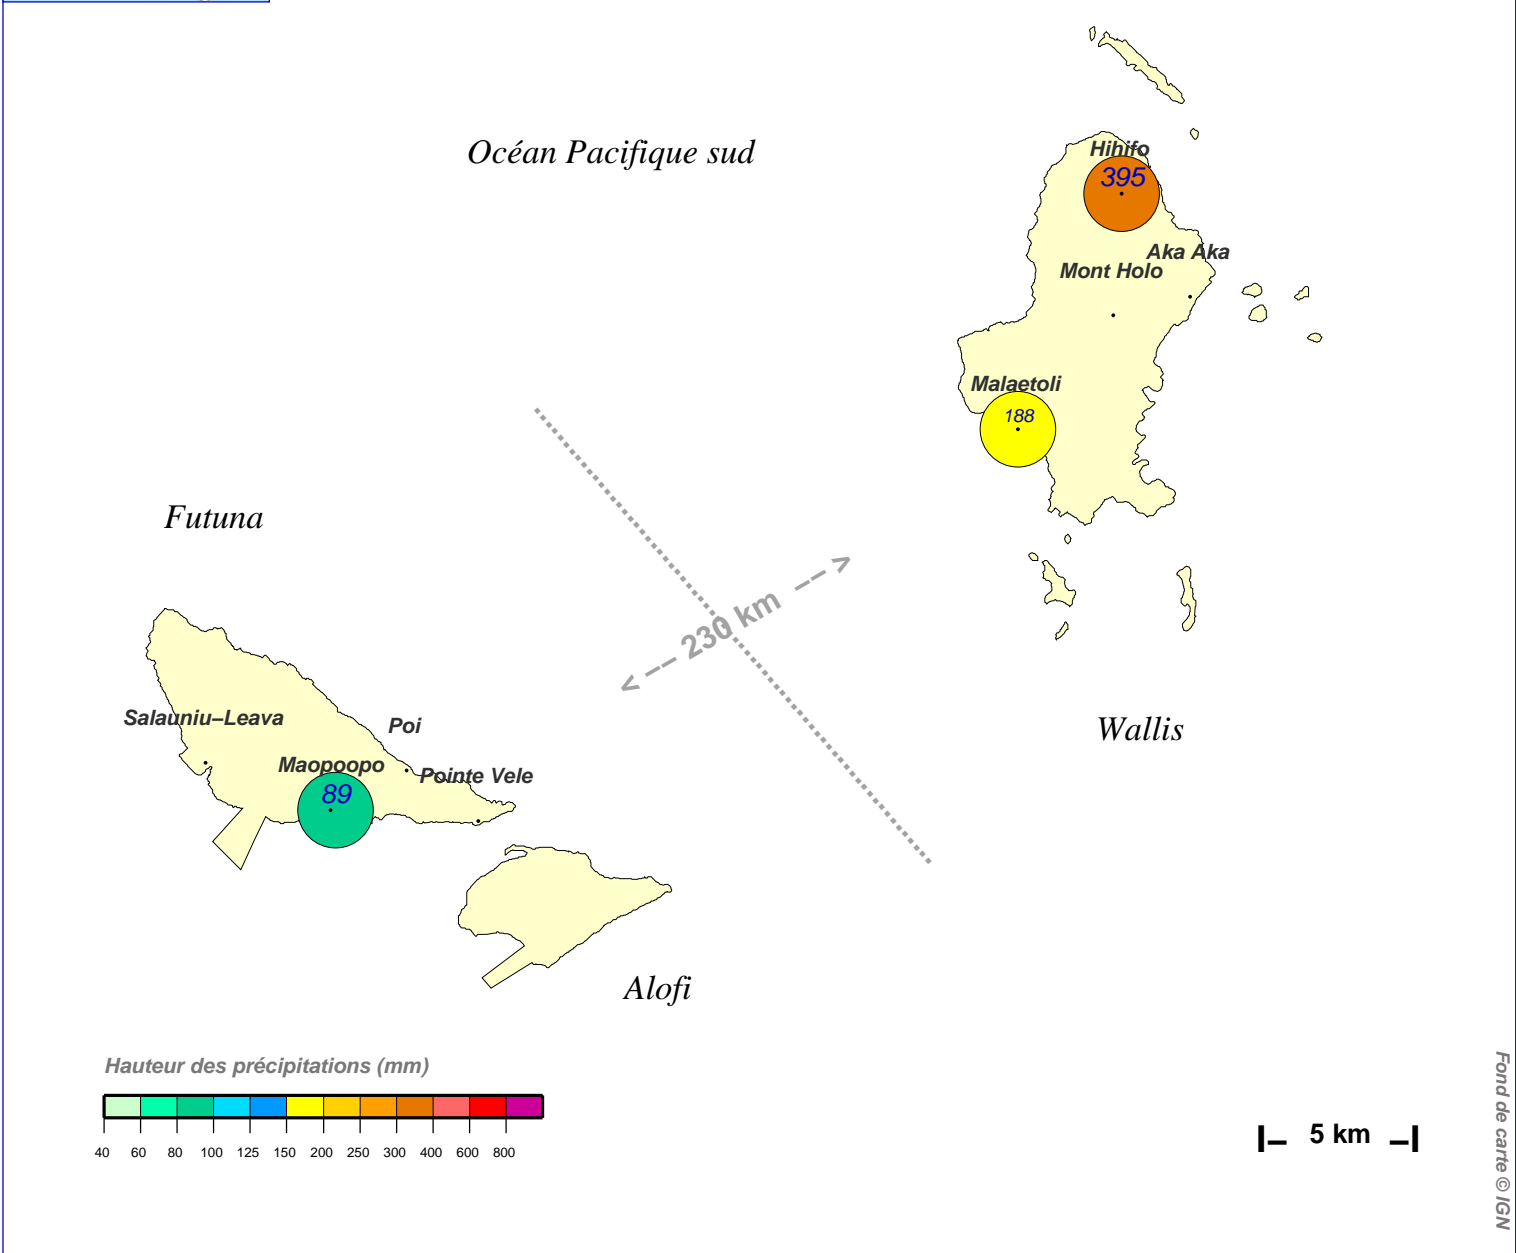 Océan Pacifique sud
Hihifo
395
Aka Aka
Mont Holo
Malaetoli
188
Futuna
230 km
Salauniu–Leava
Poi
Wallis
Maopoopo
Pointe Vele
89
Alofi
Hauteur des précipitations (mm)
40 60 80 100 125 150 200 250 300 400 600 800
5 km
Fond de carte © IGN